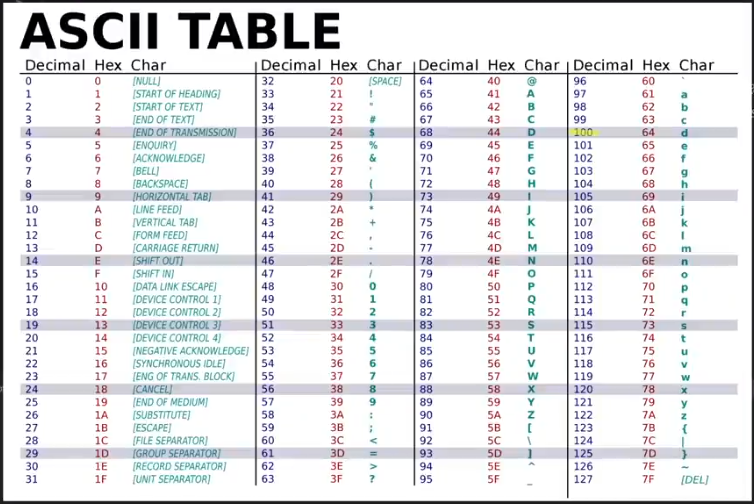 ASCII TABLE
Decimal Hex Char Decimal Hex Char Decimal Hex Char Decimal Hex Char
0 0 [NULL] 32 20 [SPACE] 64 40 @ 96 60 `
1 1 [START OF HEADING] 33 21 ! 65 41 A 97 61 a
2 2 [START OF TEXT] 34 22 " 66 42 B 98 62 b
3 3 [END OF TEXT] 35 23 # 67 43 C 99 63 c
4 4 [END OF TRANSMISSION] 36 24 $ 68 44 D 100 64 d
5 5 [ENQUIRY] 37 25 % 69 45 E 101 65 e
6 6 [ACKNOWLEDGE] 38 26 & 70 46 F 102 66 f
7 7 [BELL] 39 27 ' 71 47 G 103 67 g
8 8 [BACKSPACE] 40 28 ( 72 48 H 104 68 h
9 9 [HORIZONTAL TAB] 41 29 ) 73 49 I 105 69 i
10 A [LINE FEED] 42 2A * 74 4A J 106 6A j
11 B [VERTICAL TAB] 43 2B + 75 4B K 107 6B k
12 C [FORM FEED] 44 2C , 76 4C L 108 6C l
13 D [CARRIAGE RETURN] 45 2D - 77 4D M 109 6D m
14 E [SHIFT OUT] 46 2E . 78 4E N 110 6E n
15 F [SHIFT IN] 47 2F / 79 4F O 111 6F o
16 10 [DATA LINK ESCAPE] 48 30 0 80 50 P 112 70 p
17 11 [DEVICE CONTROL 1] 49 31 1 81 51 Q 113 71 q
18 12 [DEVICE CONTROL 2] 50 32 2 82 52 R 114 72 r
19 13 [DEVICE CONTROL 3] 51 33 3 83 53 S 115 73 s
20 14 [DEVICE CONTROL 4] 52 34 4 84 54 T 116 74 t
21 15 [NEGATIVE ACKNOWLEDGE] 53 35 5 85 55 U 117 75 u
22 16 [SYNCHRONOUS IDLE] 54 36 6 86 56 V 118 76 v
23 17 [ENG OF TRANS. BLOCK] 55 37 7 87 57 W 119 77 w
24 18 [CANCEL] 56 38 8 88 58 X 120 78 x
25 19 [END OF MEDIUM] 57 39 9 89 59 Y 121 79 y
26 1A [SUBSTITUTE] 58 3A : 90 5A Z 122 7A z
27 1B [ESCAPE] 59 3B ; 91 5B [ 123 7B {
28 1C [FILE SEPARATOR] 60 3C < 92 5C \ 124 7C |
29 1D [GROUP SEPARATOR] 61 3D = 93 5D ] 125 7D }
30 1E [RECORD SEPARATOR] 62 3E > 94 5E ^ 126 7E ~
31 1F [UNIT SEPARATOR] 63 3F ? 95 5F _ 127 7F [DEL]